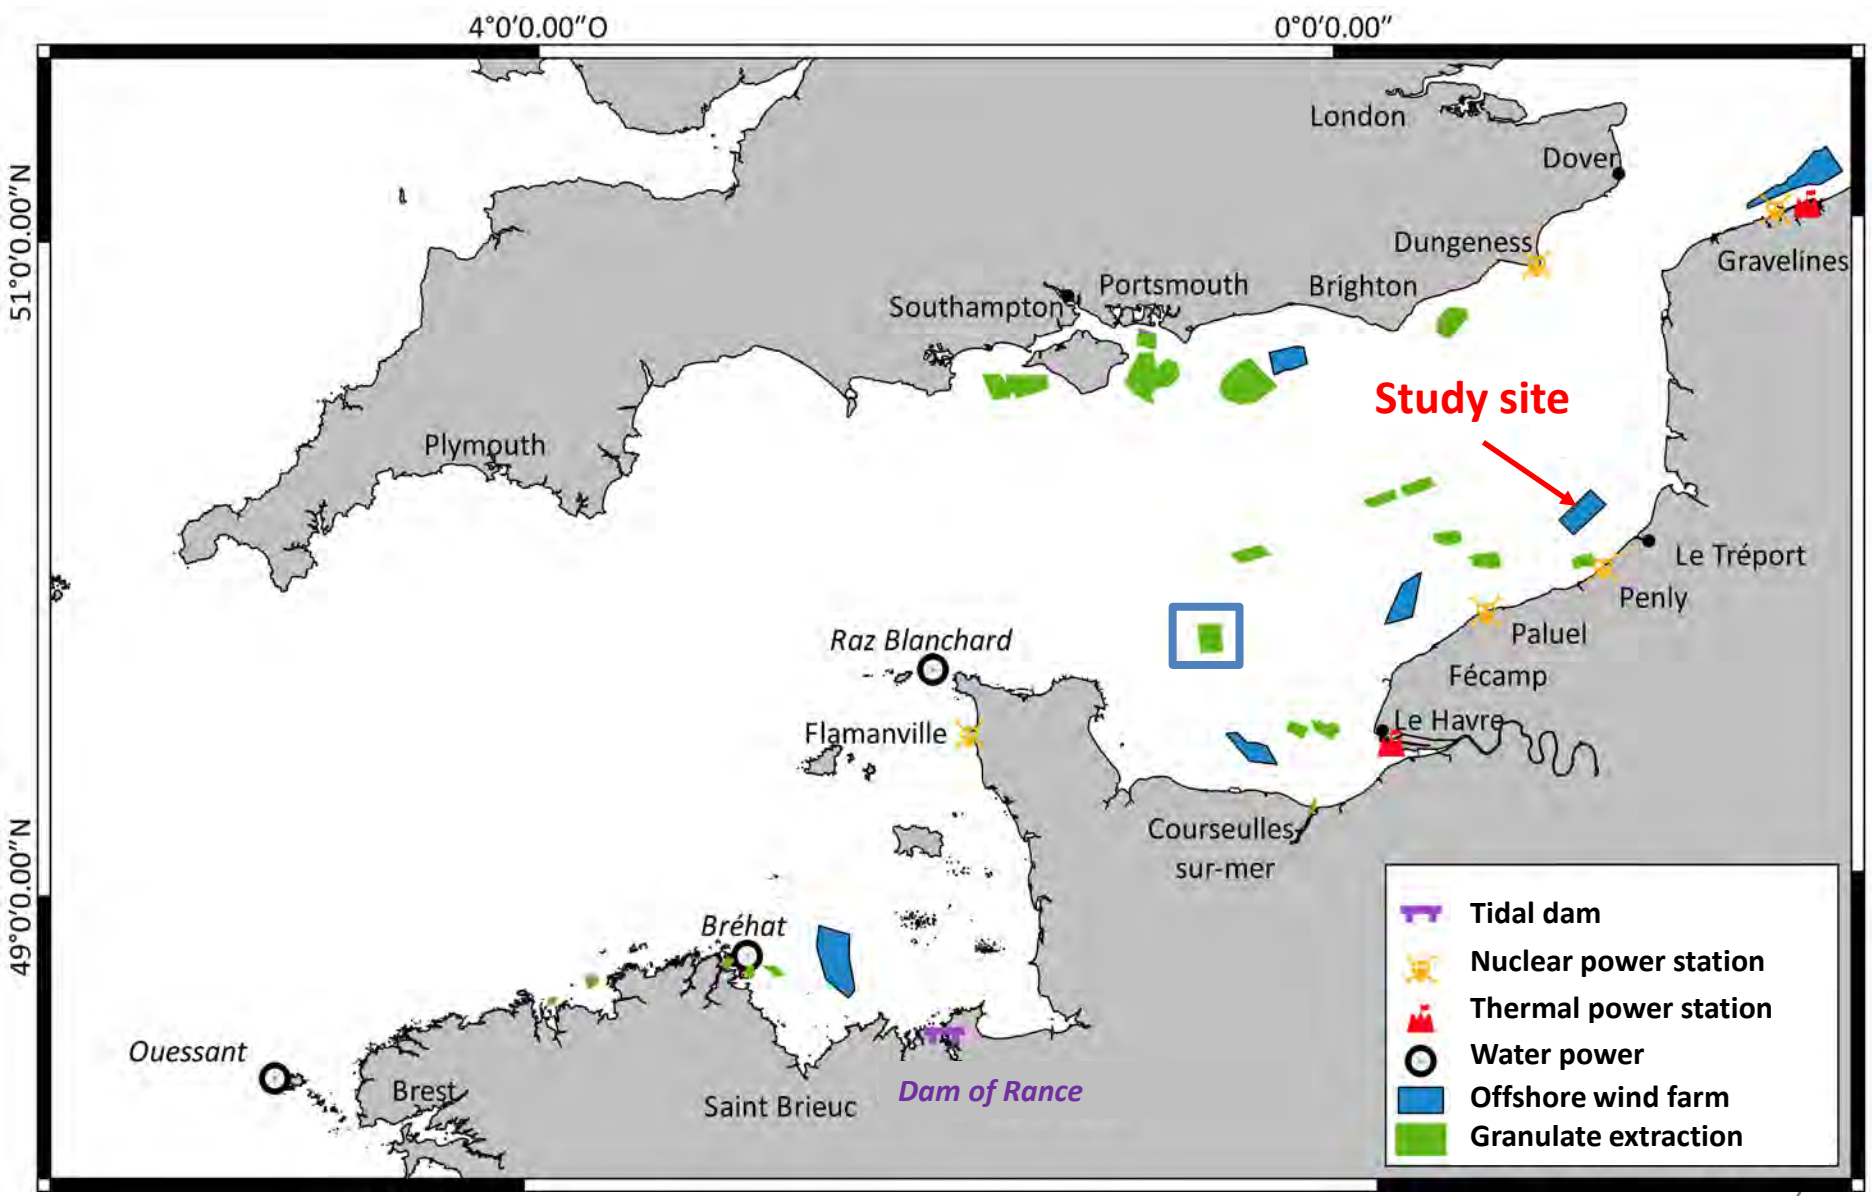 4°0'0.00"O
0°0'0.00"
51°0'0.00"N
49°0'0.00"N
London
Dover
Dungeness
Gravelines
Portsmouth
Brighton
Southampton
Study site
Plymouth
Le Tréport
Penly
Raz Blanchard
Paluel
Fécamp
Le Havre
Flamanville
Courseulles
sur-mer
Bréhat
Ouessant
Brest
Saint Brieuc
Dam of Rance
Tidal dam
Nuclear power station
Thermal power station
Water power
Offshore wind farm
Granulate extraction